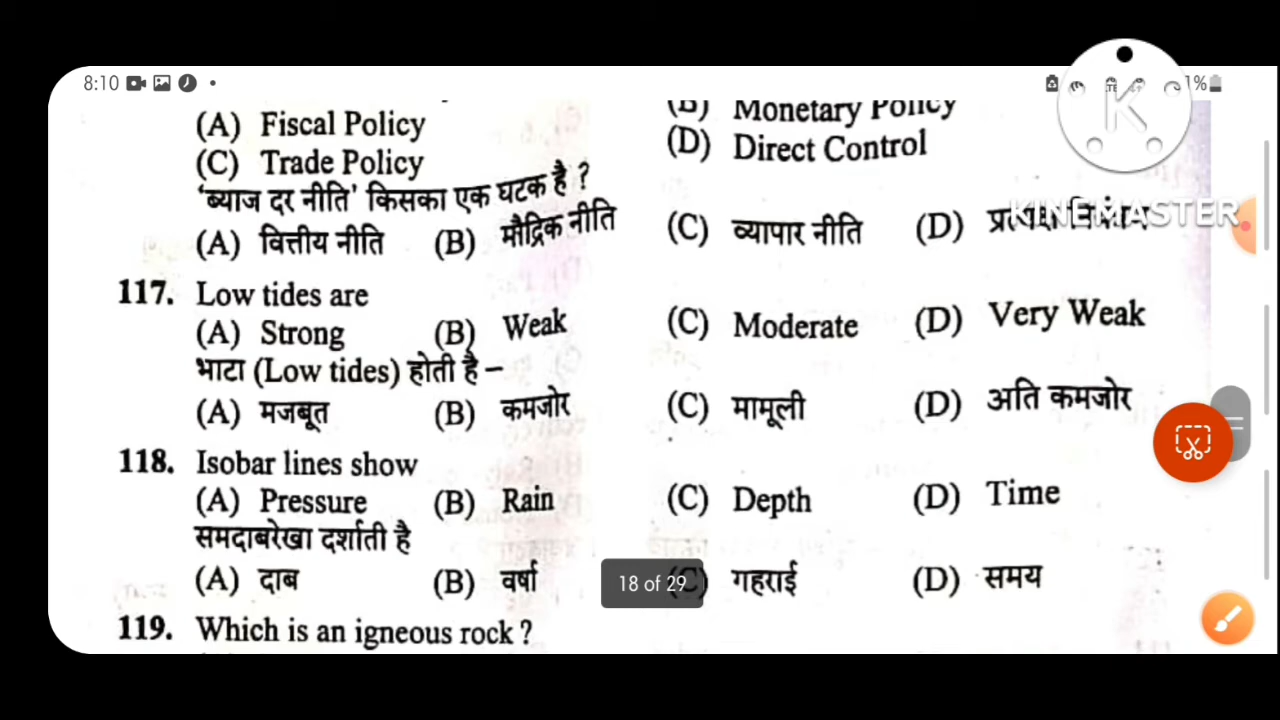 8:10
1%
K
KINEMASTER
(A) Fiscal Policy (B) Monetary Policy
(C) Trade Policy (D) Direct Control
‘ब्याज दर नीति’ किसका एक घटक है ?
(A) वित्तीय नीति (B) मौद्रिक नीति (C) व्यापार नीति (D)
117. Low tides are
(A) Strong (B) Weak (C) Moderate (D) Very Weak
भाटा (Low tides) होती है –
(A) मजबूत (B) कमजोर (C) मामूली (D) अति कमजोर
118. Isobar lines show
(A) Pressure (B) Rain (C) Depth (D) Time
समदाबरेखा दर्शाती है
(A) दाब (B) वर्षा (C) गहराई (D) समय
18 of 29
119. Which is an igneous rock ?